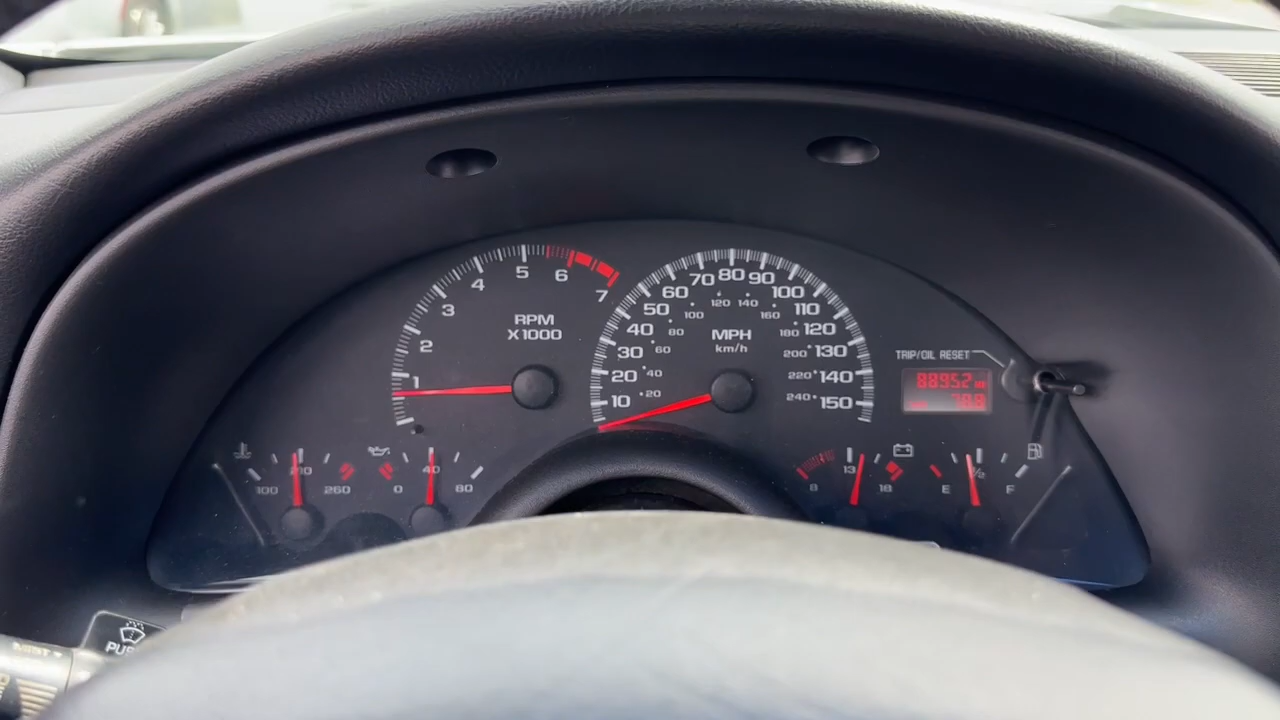 1 2 3 4 5 6 7
RPM
X1000
10 20 30 40 50 60 70 80 90 100 110 120 130 140 150
20 40 60 80 100 120 140 160 180 200 220 240
MPH
km/h
TRIP/OIL RESET
88952
100 210 260
0 40 80
8 13 18
E 1/2 F